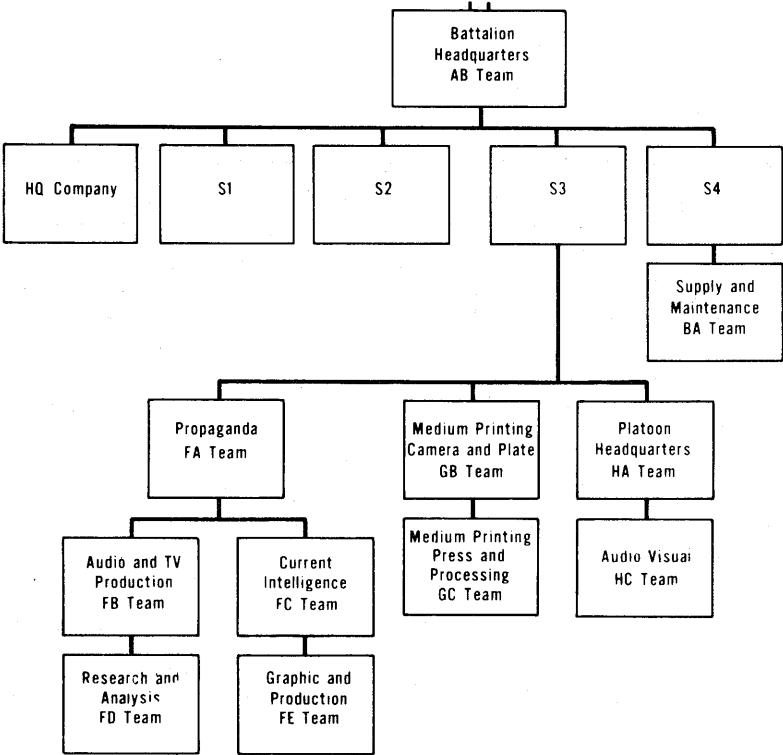 Battalion
Headquarters
AB Team
HQ Company
S1
S2
S3
S4
Supply and
Maintenance
BA Team
Propaganda
FA Team
Medium Printing
Camera and Plate
GB Team
Platoon
Headquarters
HA Team
Audio and TV
Production
FB Team
Current
Intelligence
FC Team
Medium Printing
Press and
Processing
GC Team
Audio Visual
HC Team
Research and
Analysis
FD Team
Graphic and
Production
FE Team